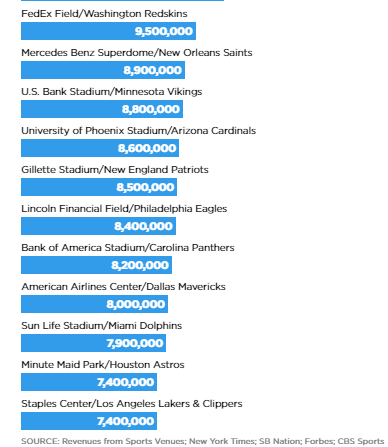 FedEx Field/Washington Redskins
9,500,000
Mercedes Benz Superdome/New Orleans Saints
8,900,000
U.S. Bank Stadium/Minnesota Vikings
8,800,000
University of Phoenix Stadium/Arizona Cardinals
8,600,000
Gillette Stadium/New England Patriots
8,500,000
Lincoln Financial Field/Philadelphia Eagles
8,400,000
Bank of America Stadium/Carolina Panthers
8,200,000
American Airlines Center/Dallas Mavericks
8,000,000
Sun Life Stadium/Miami Dolphins
7,900,000
Minute Maid Park/Houston Astros
7,400,000
Staples Center/Los Angeles Lakers & Clippers
7,400,000
SOURCE: Revenues from Sports Venues; New York Times; SB Nation; Forbes; CBS Sports